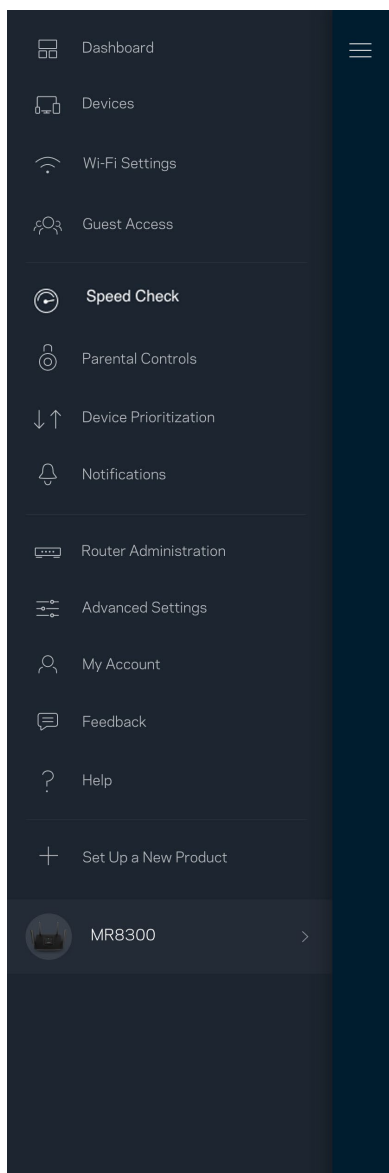 Dashboard
Devices
Wi-Fi Settings
Guest Access
Speed Check
Parental Controls
Device Prioritization
Notifications
Router Administration
Advanced Settings
My Account
Feedback
Help
Set Up a New Product
MR8300